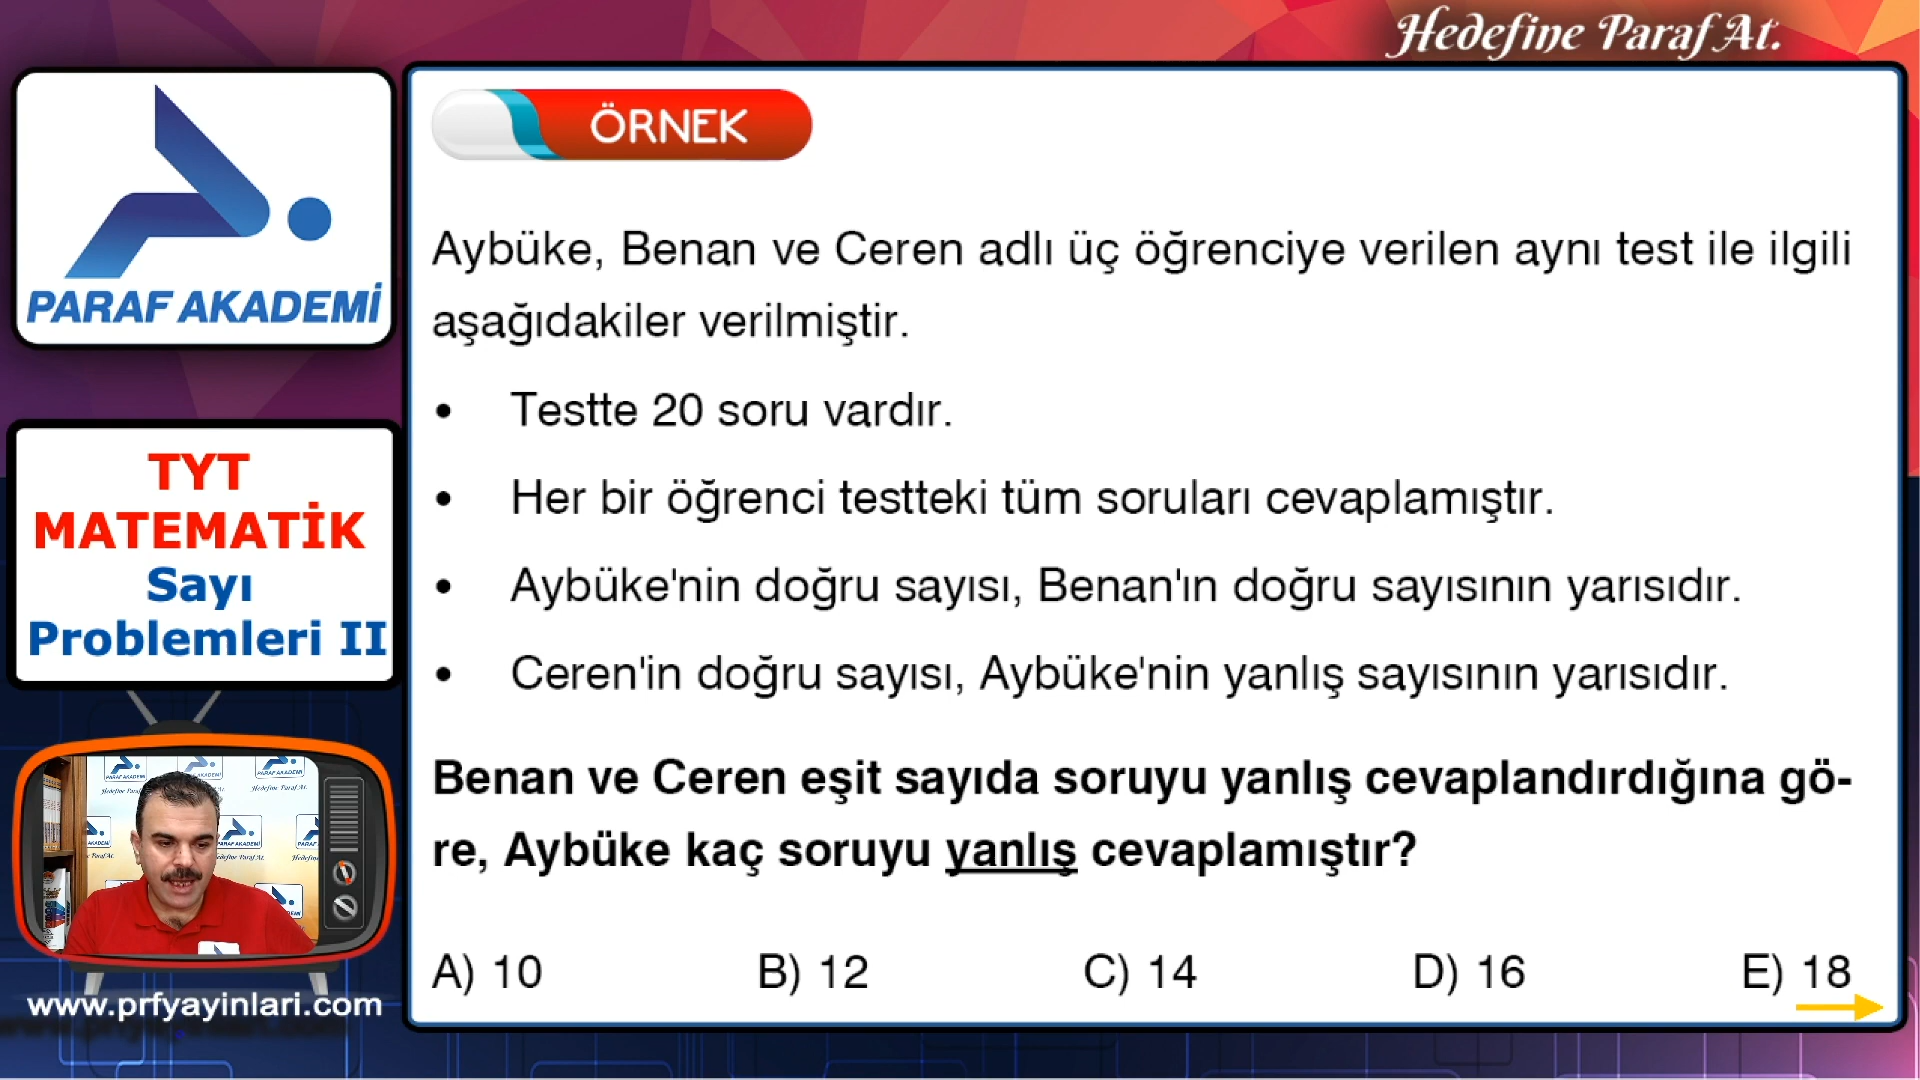 Hedefine Paraf At.
PARAF AKADEMİ
TYT
MATEMATİK
Sayı
Problemleri II
www.prfyayinlari.com
ÖRNEK
Aybüke, Benan ve Ceren adlı üç öğrenciye verilen aynı test ile ilgili
aşağıdakiler verilmiştir.
• Testte 20 soru vardır.
• Her bir öğrenci testteki tüm soruları cevaplamıştır.
• Aybüke'nin doğru sayısı, Benan'ın doğru sayısının yarısıdır.
• Ceren'in doğru sayısı, Aybüke'nin yanlış sayısının yarısıdır.
Benan ve Ceren eşit sayıda soruyu yanlış cevaplandırdığına gö-
re, Aybüke kaç soruyu yanlış cevaplamıştır?
A) 10 B) 12 C) 14 D) 16 E) 18